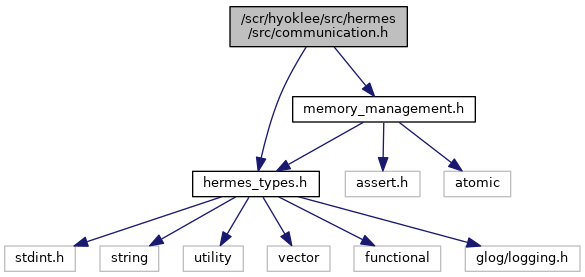 /scr/hyoklee/src/hermes
/src/communication.h
memory_management.h
hermes_types.h
assert.h
atomic
stdint.h
string
utility
vector
functional
glog/logging.h